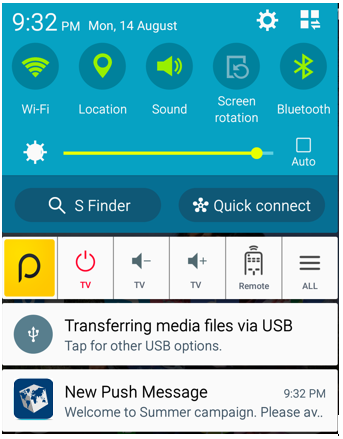 9:32 PM Mon, 14 August
Wi-Fi Location Sound Screen rotation Bluetooth
Auto
S Finder Quick connect
TV TV TV Remote ALL
Transferring media files via USB
Tap for other USB options.
New Push Message 9:32 PM
Welcome to Summer campaign. Please av..